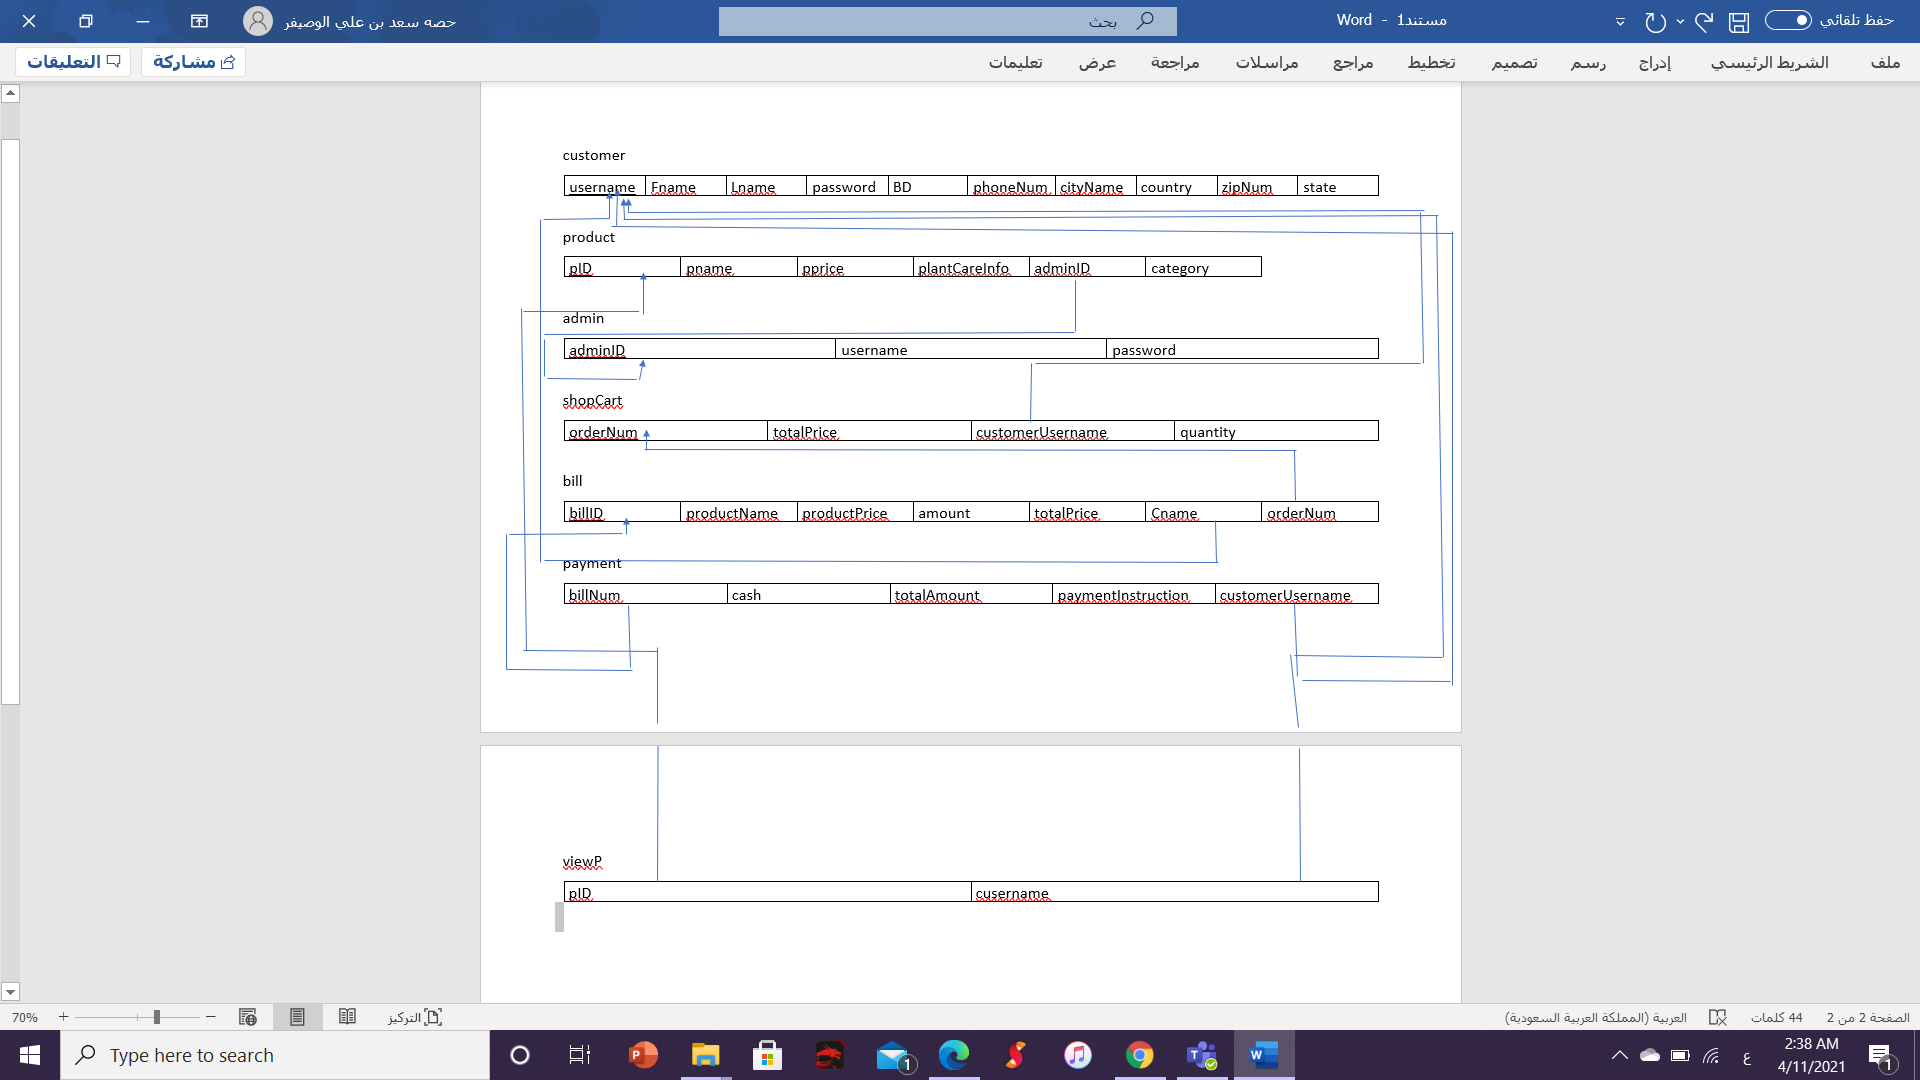 حصه سعد بن علي الوصيفر
بحث
مستند1 - Word
حفظ تلقائي
ملف الشريط الرئيسي إدراج رسم تصميم تخطيط مراجع مراسلات مراجعة عرض تعليمات
مشاركة التعليقات
customer
username Fname Lname password BD phoneNum cityName country zipNum state
product
pID pname pprice plantCareInfo adminID category
admin
adminID username password
shopCart
orderNum totalPrice customerUsername quantity
bill
billID productName productPrice amount totalPrice Cname orderNum
payment
billNum cash totalAmount paymentInstruction customerUsername
viewP
pID cusername
الصفحة 2 من 2 44 كلمات العربية (المملكة العربية السعودية)
التركيز
70%
Type here to search
1
ع
2:38 AM
4/11/2021
1